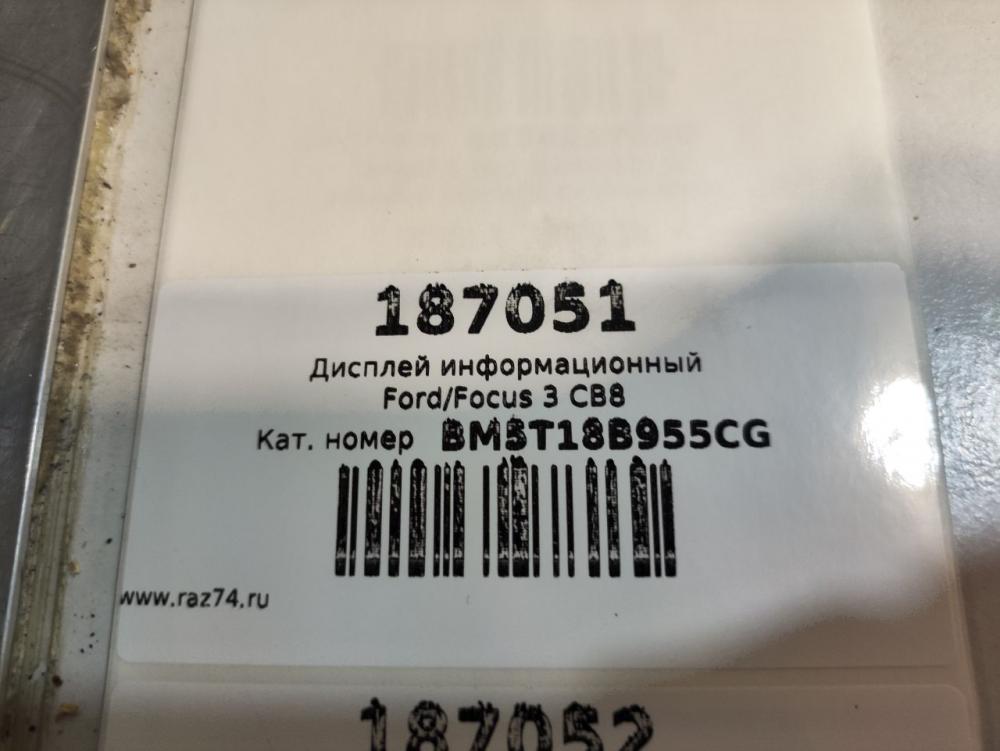 187051
Дисплей информационный
Ford/Focus 3 CB8
Кат. номер BM5T18B955CG
www.raz74.ru
187052